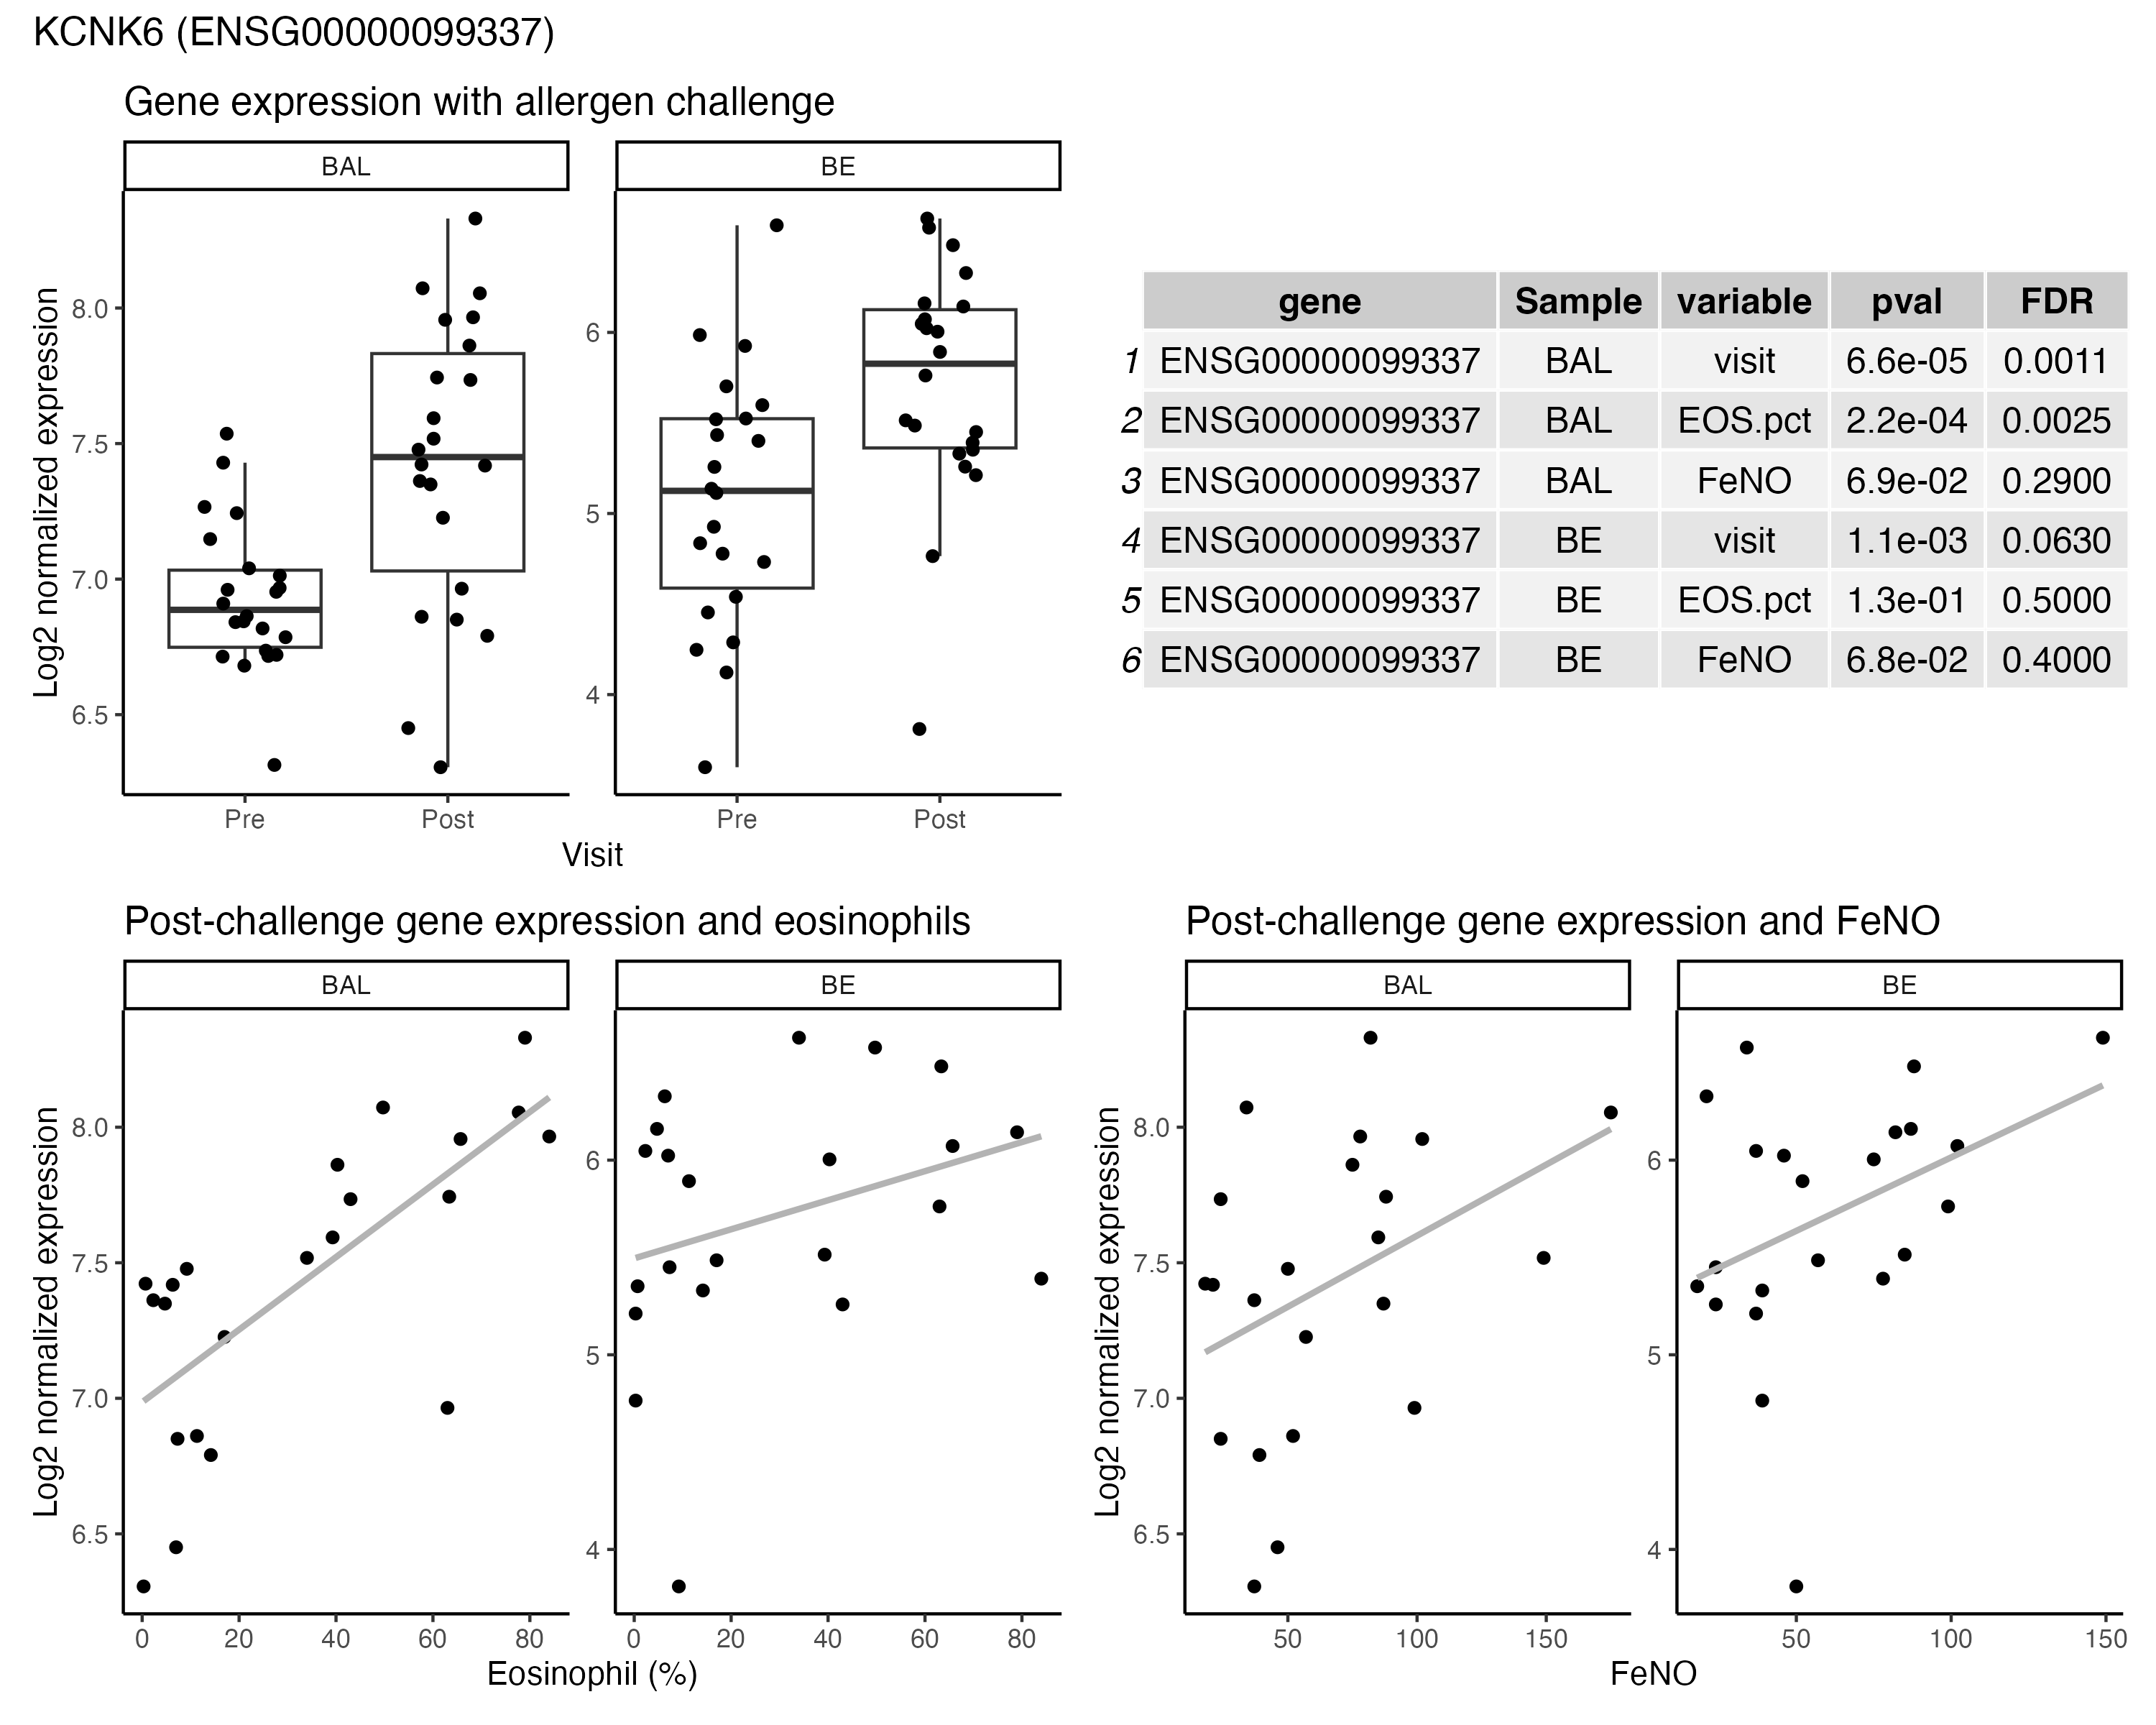 KCNK6 (ENSG00000099337)
Gene expression with allergen challenge
BAL BE
Log2 normalized expression
8.0
7.5
7.0
6.5
6
5
4
Pre Post Pre Post
Visit
gene Sample variable pval FDR
1 ENSG00000099337 BAL visit 6.6e-05 0.0011
2 ENSG00000099337 BAL EOS.pct 2.2e-04 0.0025
3 ENSG00000099337 BAL FeNO 6.9e-02 0.2900
4 ENSG00000099337 BE visit 1.1e-03 0.0630
5 ENSG00000099337 BE EOS.pct 1.3e-01 0.5000
6 ENSG00000099337 BE FeNO 6.8e-02 0.4000
Post-challenge gene expression and eosinophils
BAL BE
Log2 normalized expression
8.0
7.5
7.0
6.5
6
5
4
0 20 40 60 80 0 20 40 60 80
Eosinophil (%)
Post-challenge gene expression and FeNO
BAL BE
Log2 normalized expression
8.0
7.5
7.0
6.5
6
5
4
50 100 150 50 100 150
FeNO